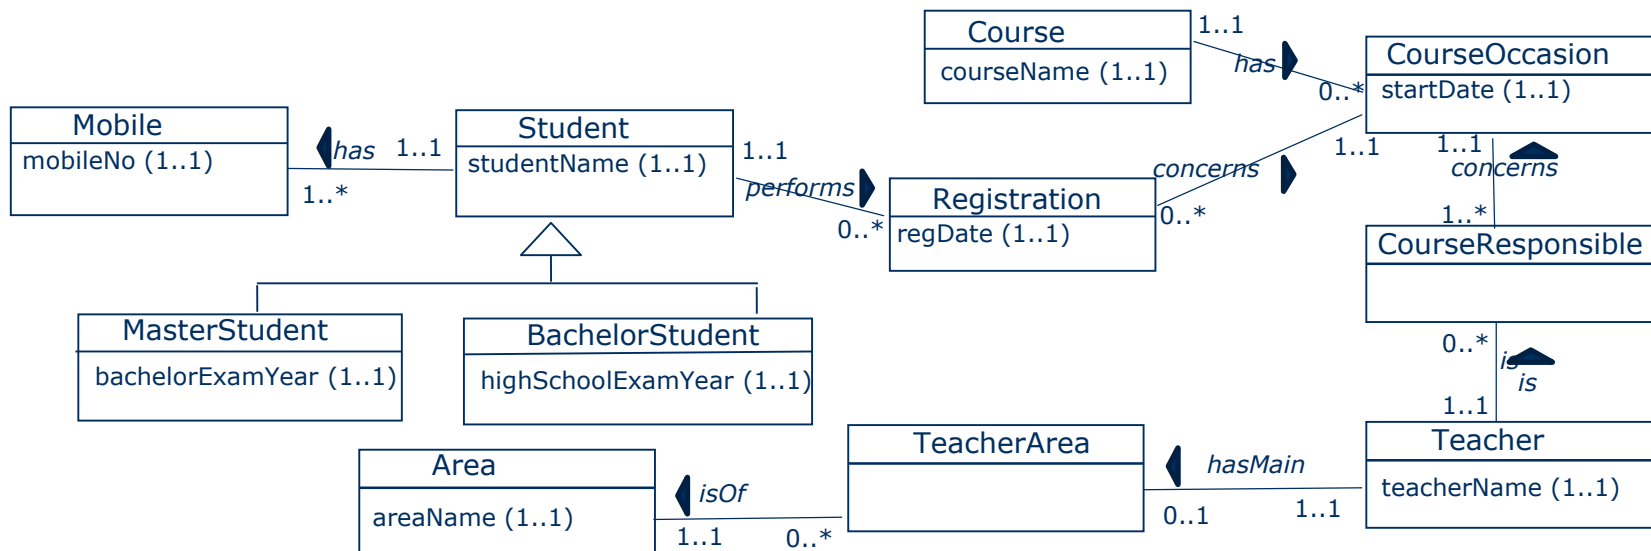 Course
courseName (1..1)
1..1
has
0..*
CourseOccasion
startDate (1..1)
Mobile
mobileNo (1..1)
has
1..1
1..*
Student
studentName (1..1)
1..1
performs
0..*
Registration
regDate (1..1)
concerns
0..*
1..1
1..1
concerns
1..*
CourseResponsible
MasterStudent
bachelorExamYear (1..1)
BachelorStudent
highSchoolExamYear (1..1)
0..*
is
is
1..1
Area
areaName (1..1)
isOf
1..1
0..*
TeacherArea
hasMain
0..1
1..1
Teacher
teacherName (1..1)